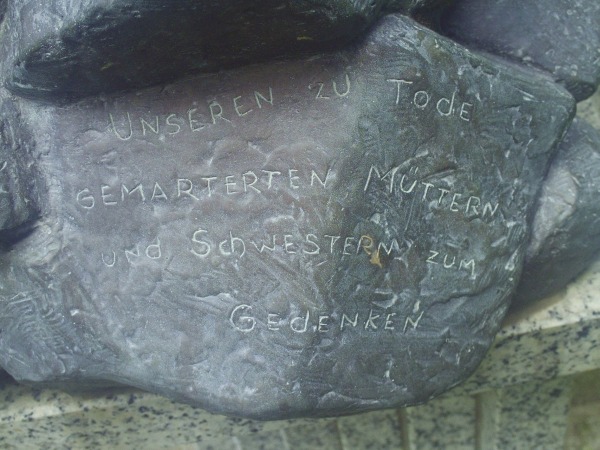 UNSEREN ZU TODE
GEMARTERTEN MÜTTERN
UND SCHWESTERN ZUM
GEDENKEN